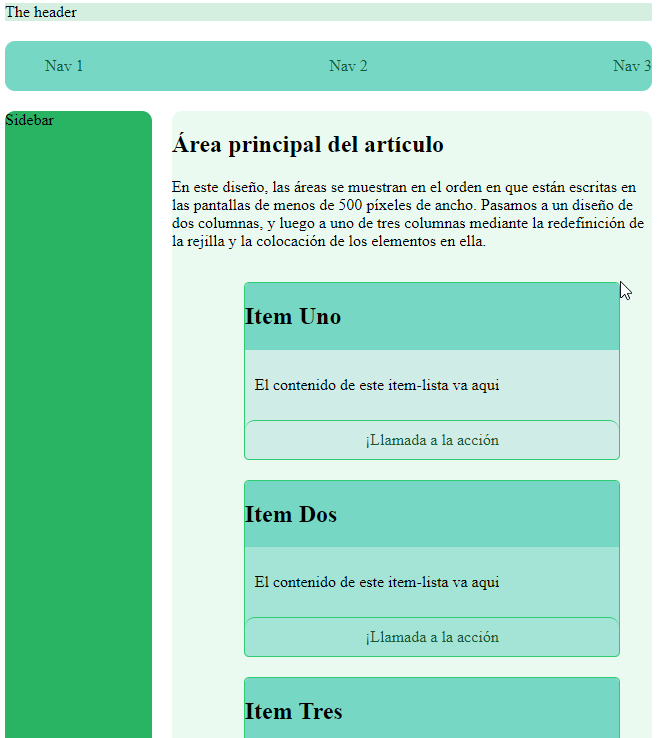 The header
Nav 1 Nav 2 Nav 3
Sidebar
Área principal del artículo
En este diseño, las áreas se muestran en el orden en que están escritas en
las pantallas de menos de 500 píxeles de ancho. Pasamos a un diseño de
dos columnas, y luego a uno de tres columnas mediante la redefinición de
la rejilla y la colocación de los elementos en ella.
Item Uno
El contenido de este item-lista va aqui
¡Llamada a la acción
Item Dos
El contenido de este item-lista va aqui
¡Llamada a la acción
Item Tres